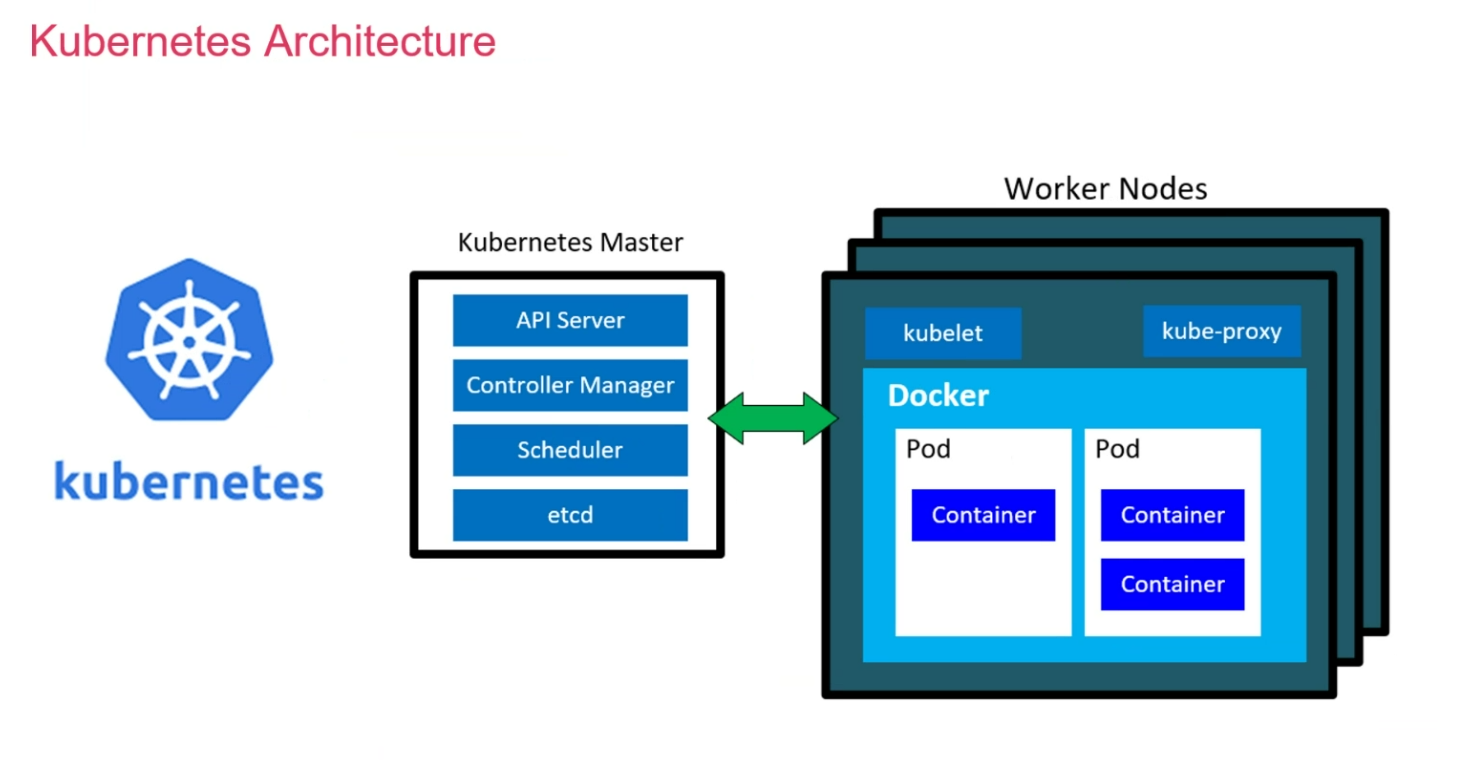 Kubernetes Architecture
kubernetes
Kubernetes Master
API Server
Controller Manager
Scheduler
etcd
Worker Nodes
kubelet
kube-proxy
Docker
Pod
Container
Pod
Container
Container